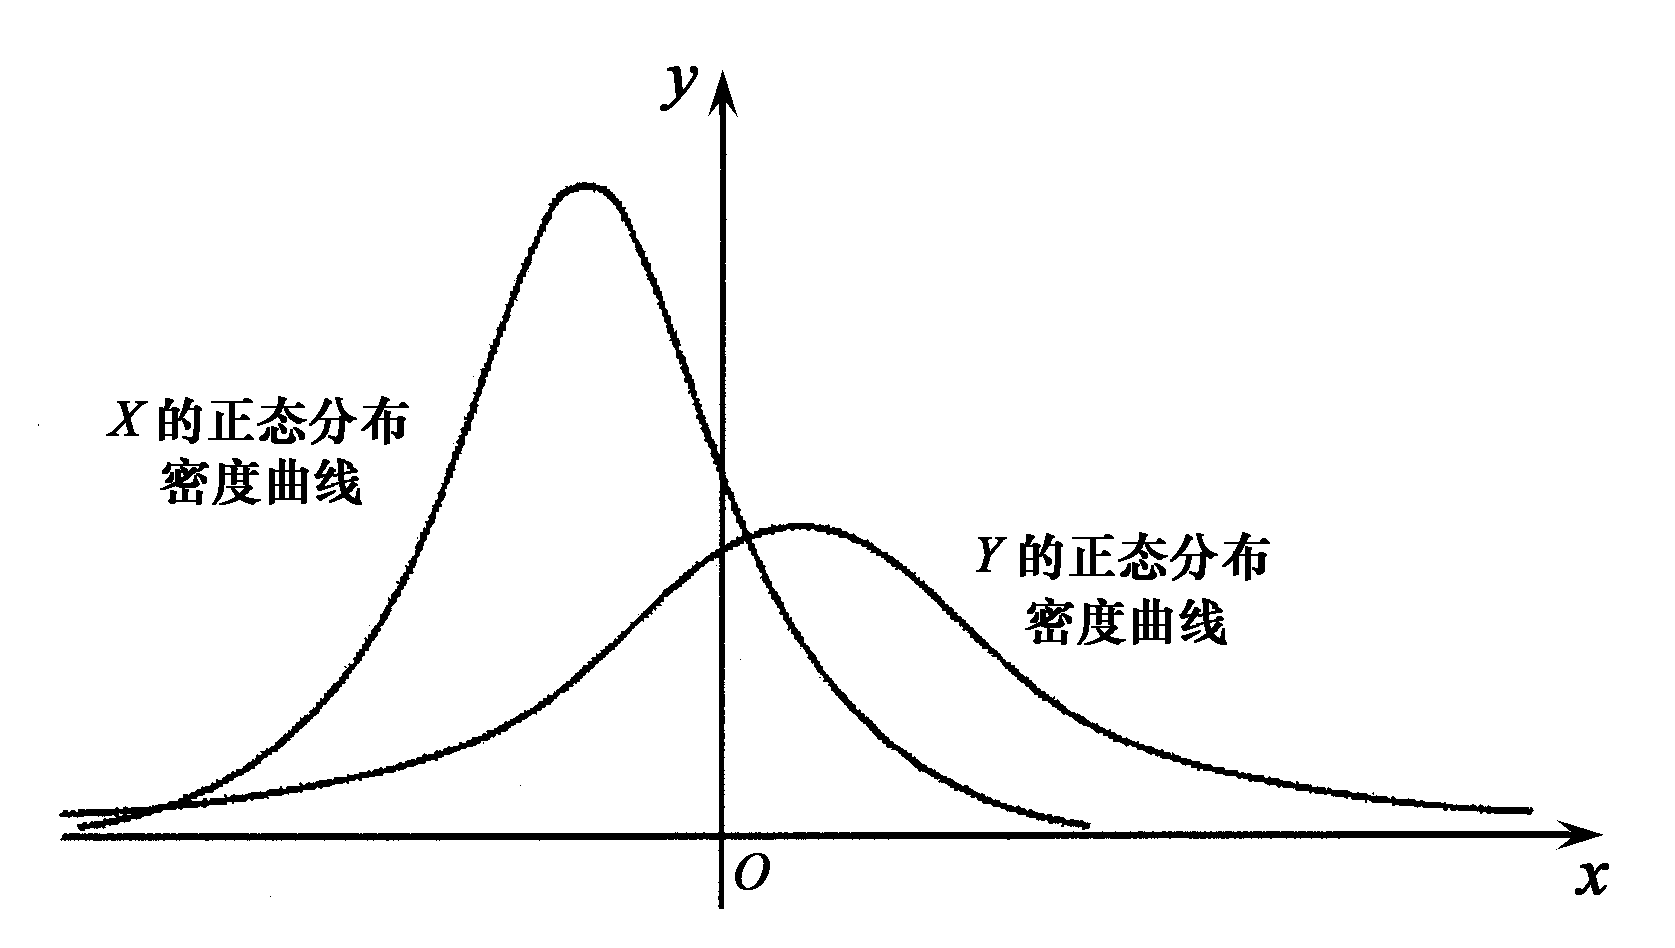 y
X 的正态分布
密度曲线
Y 的正态分布
密度曲线
O
x